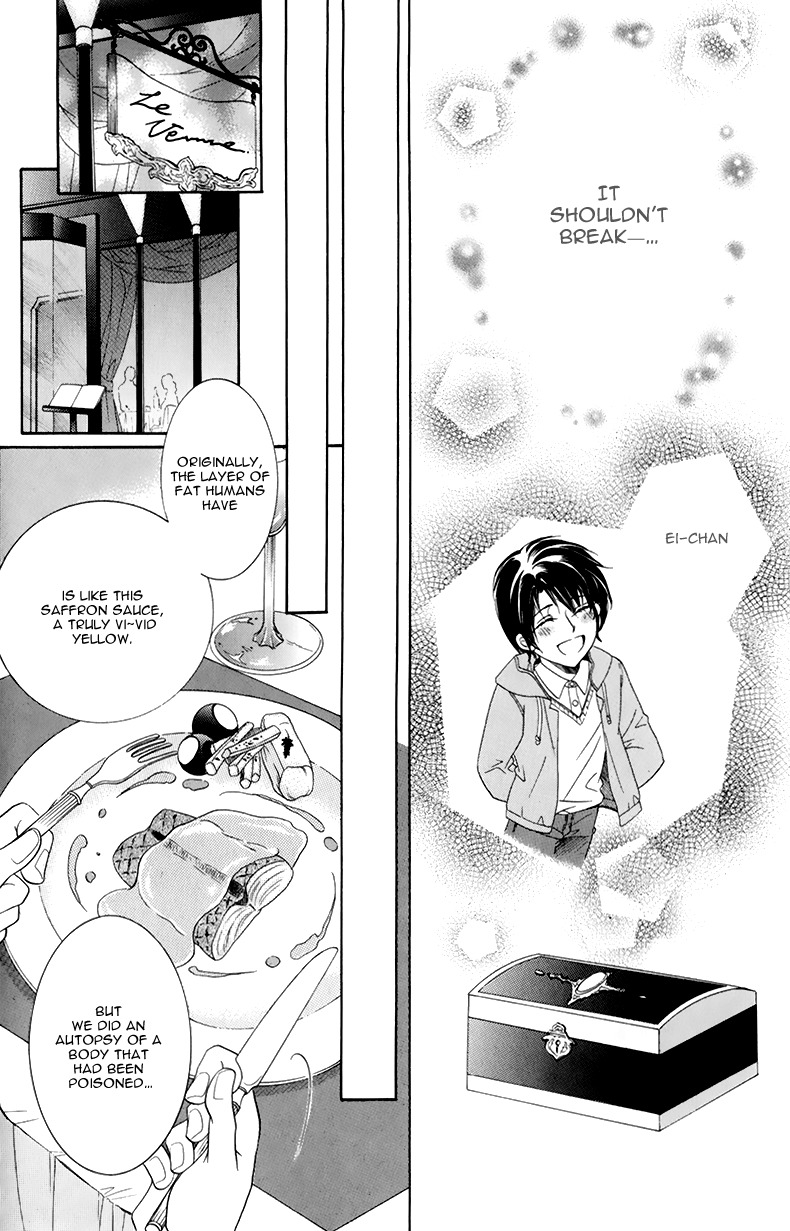 IT
SHOULDN'T
BREAK—...
EI-CHAN
Le
Venue.
ORIGINALLY,
THE LAYER OF
FAT HUMANS
HAVE
IS LIKE THIS
SAFFRON SAUCE,
A TRULY VI~VID
YELLOW.
BUT
WE DID AN
AUTOPSY OF A
BODY THAT
HAD BEEN
POISONED...